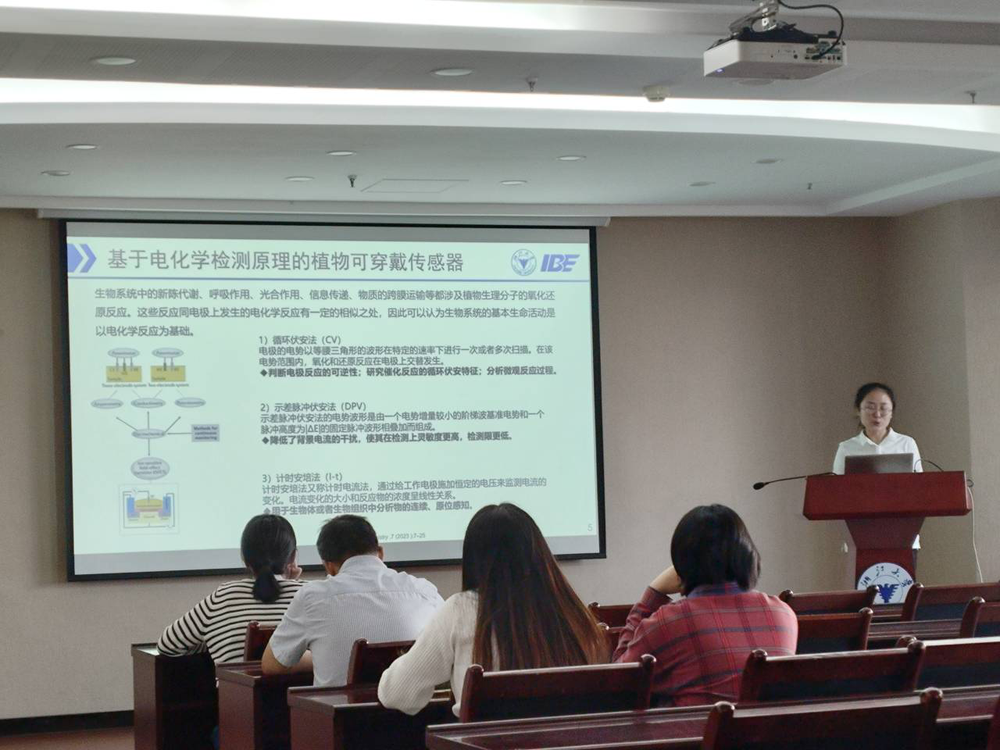 基于电化学检测原理的植物可穿戴传感器
IBE
生物系统中的新陈代谢、呼吸作用、光合作用、信息传递、物质的跨膜运输等都涉及植物生理分子的氧化还
原反应。这些反应同电极上发生的电化学反应有一定的相似之处，因此可以认为生物系统的基本生命活动是
以电化学反应为基础。
1）循环伏安法（CV）
电极的电势以等腰三角形的波形在特定的速率下进行一次或者多次扫描。在该
电势范围内，氧化和还原反应在电极上交替发生。
◆判断电极反应的可逆性；研究催化反应的循环伏安特征；分析微观反应过程。
2）示差脉冲伏安法（DPV）
示差脉冲伏安法的电势波形是由一个电势增量较小的阶梯波基准电势和一个
脉冲高度为|ΔE|的固定脉冲波形相叠加而组成。
◆降低了背景电流的干扰，使其在检测上灵敏度更高，检测限更低。
3）计时安培法（I-t）
计时安培法又称计时电流法，通过给工作电极施加恒定的电压来监测电流的
变化。电流变化的大小和反应物的浓度呈线性关系。
◆用于生物体或者生物组织中分析物的连续、原位感知。
Three-electrode system
Two-electrode system
Methods for
continuous
monitoring
,7 (2023 ):7–25
5